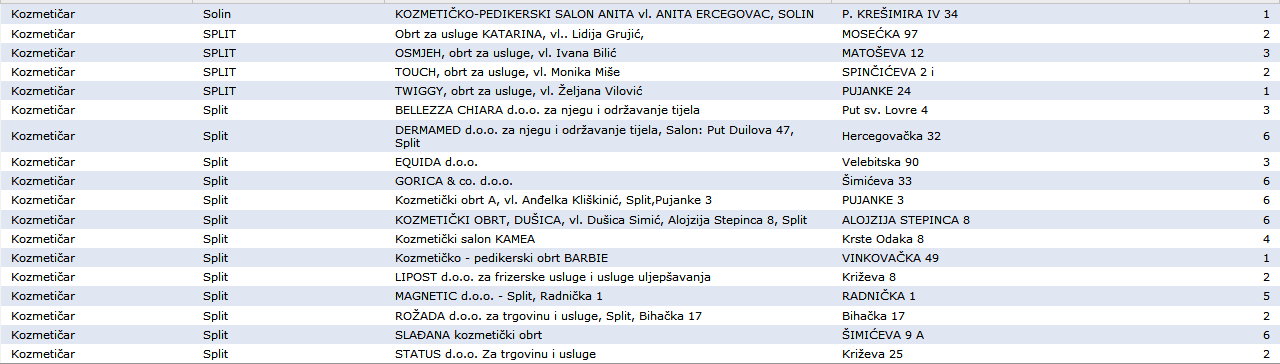 Kozmetičar Solin KOZMETIČKO-PEDIKERSKI SALON ANITA vl. ANITA ERCEGOVAC, SOLIN P. KREŠIMIRA IV 34 1
Kozmetičar SPLIT Obrt za usluge KATARINA, vl.. Lidija Grujić, MOSEĆKA 97 2
Kozmetičar SPLIT OSMJEH, obrt za usluge, vl. Ivana Bilić MATOŠEVA 12 3
Kozmetičar SPLIT TOUCH, obrt za usluge, vl. Monika Miše SPINČIĆEVA 2 i 2
Kozmetičar SPLIT TWIGGY, obrt za usluge, vl. Željana Vilović PUJANKE 24 1
Kozmetičar Split BELLEZZA CHIARA d.o.o. za njegu i održavanje tijela Put sv. Lovre 4 3
Kozmetičar Split DERMAMED d.o.o. za njegu i održavanje tijela, Salon: Put Duilova 47, Hercegovačka 32 6
Split
Kozmetičar Split EQUIDA d.o.o. Velebitska 90 3
Kozmetičar Split GORICA & co. d.o.o. Šimićeva 33 6
Kozmetičar Split Kozmetički obrt A, vl. Anđelka Kliškinić, Split,Pujanke 3 PUJANKE 3 6
Kozmetičar Split KOZMETIČKI OBRT, DUŠICA, vl. Dušica Simić, Alojzija Stepinca 8, Split ALOJZIJA STEPINCA 8 6
Kozmetičar Split Kozmetički salon KAMEA Krste Odaka 8 4
Kozmetičar Split Kozmetičko - pedikerski obrt BARBIE VINKOVAČKA 49 1
Kozmetičar Split LIPOST d.o.o. za frizerske usluge i usluge uljepšavanja Križeva 8 2
Kozmetičar Split MAGNETIC d.o.o. - Split, Radnička 1 RADNIČKA 1 5
Kozmetičar Split ROŽADA d.o.o. za trgovinu i usluge, Split, Bihačka 17 Bihačka 17 2
Kozmetičar Split SLAĐANA kozmetički obrt ŠIMIĆEVA 9 A 6
Kozmetičar Split STATUS d.o.o. Za trgovinu i usluge Križeva 25 2